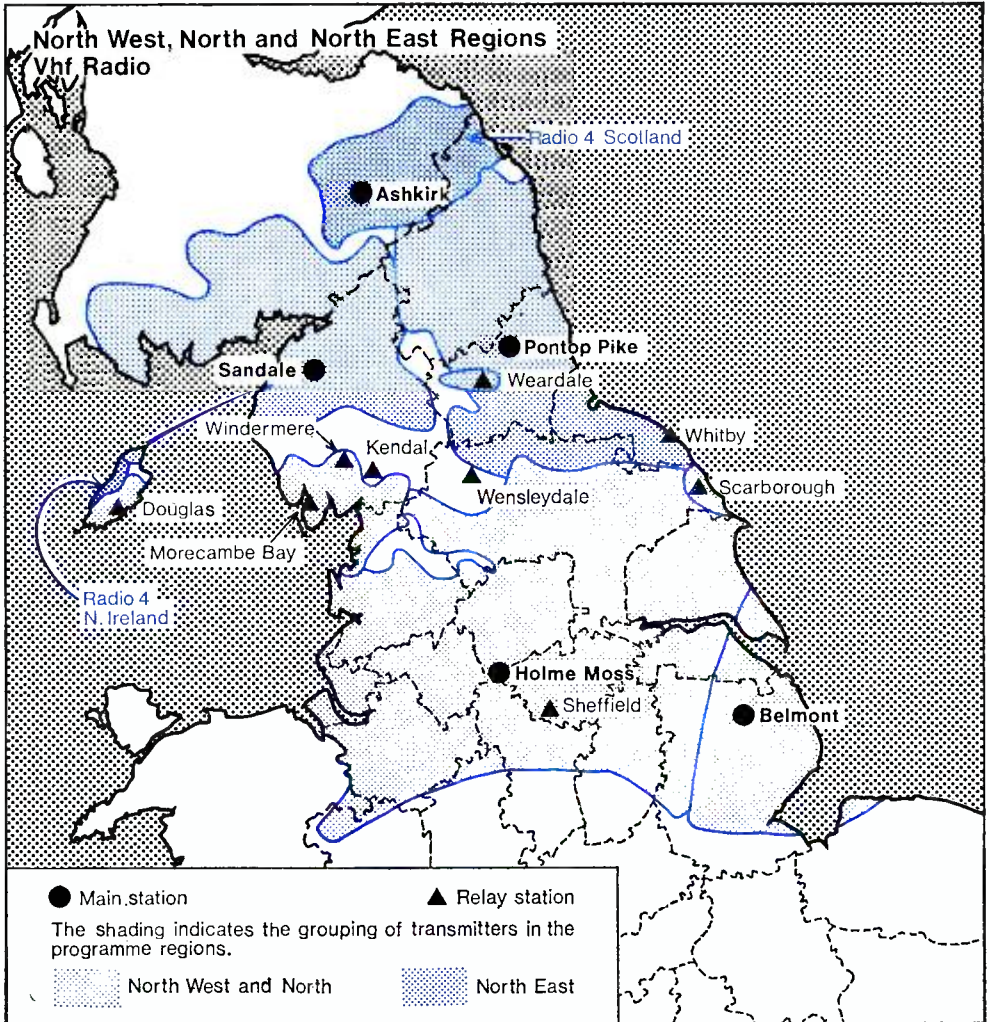 North West, North and North East Regions
Vhf Radio
Radio 4 Scotland
Ashkirk
Pontop Pike
Sandale
Weardale
Windermere
Kendal
Whitby
Wensleydale
Scarborough
Douglas
Morecambe Bay
Radio 4
N. Ireland
Holme Moss
Sheffield
Belmont
Main station
Relay station
The shading indicates the grouping of transmitters in the
programme regions.
North West and North
North East